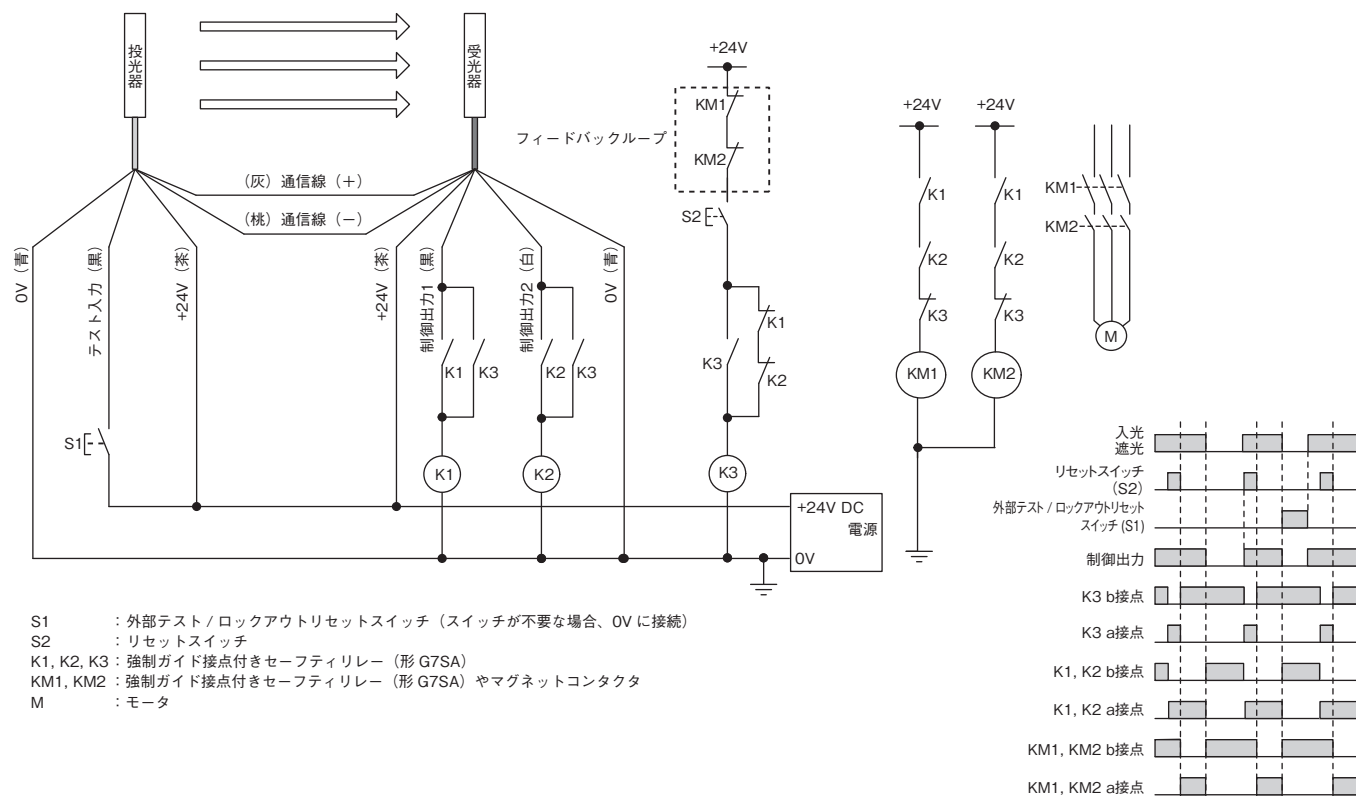 投光器
受光器
+24V
KM1
KM2
フィードバックループ
S2
(灰) 通信線 (+)
(桃) 通信線 (−)
0V (青)
テスト入力 (黒)
+24V (茶)
+24V (茶)
制御出力1 (黒)
制御出力2 (白)
0V (青)
K1
K3
K2
K3
K3
K1
K2
S1
K1
K2
K3
+24V DC
電源
0V
+24V
+24V
K1
K1
K2
K2
K3
K3
KM1
KM2
KM1
KM2
M
入光
遮光
リセットスイッチ
(S2)
外部テスト / ロックアウトリセット
スイッチ (S1)
制御出力
K3 b接点
K3 a接点
K1, K2 b接点
K1, K2 a接点
KM1, KM2 b接点
KM1, KM2 a接点
S1 : 外部テスト / ロックアウトリセットスイッチ（スイッチが不要な場合、0V に接続）
S2 : リセットスイッチ
K1, K2, K3 : 強制ガイド接点付きセーフティリレー（形 G7SA）
KM1, KM2 : 強制ガイド接点付きセーフティリレー（形 G7SA）やマグネットコンタクタ
M : モータ